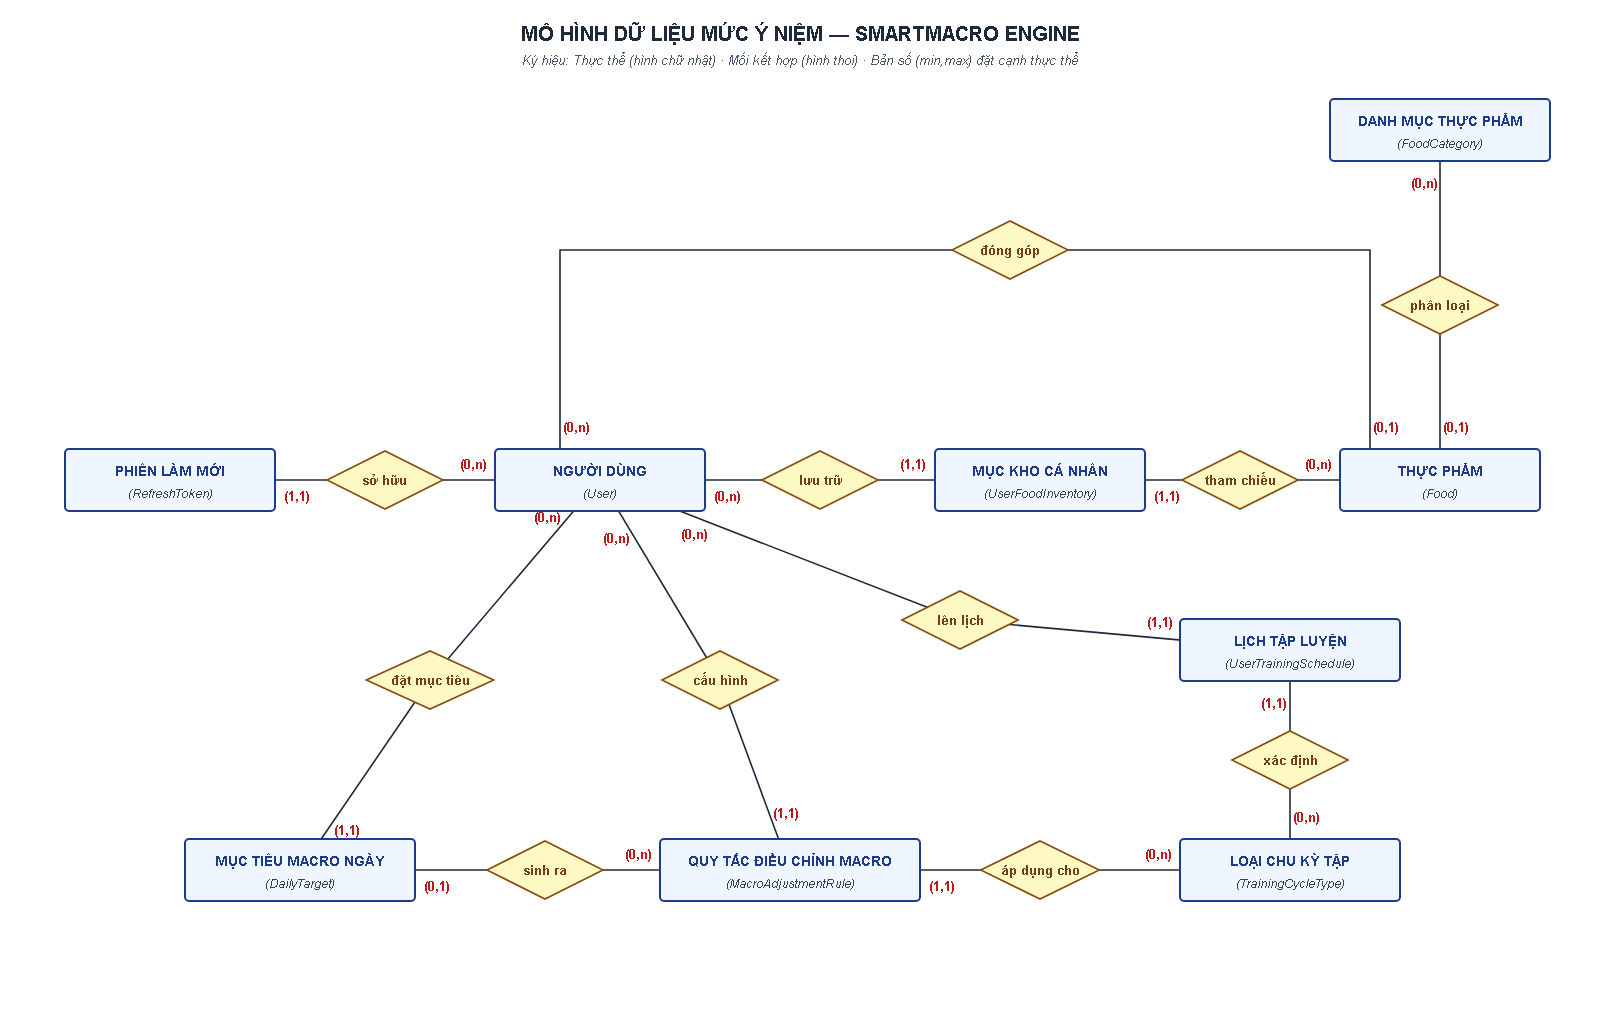 MÔ HÌNH DỮ LIỆU MỨC Ý NIỆM — SMARTMACRO ENGINE
Ký hiệu: Thực thể (hình chữ nhật) · Mối kết hợp (hình thoi) · Bản số (min,max) đặt cạnh thực thể
DANH MỤC THỰC PHẨM
(FoodCategory)
(0,n)
đóng góp
phân loại
(0,n)
(0,1)
(0,1)
PHIÊN LÀM MỚI
(RefreshToken)
(1,1)
sở hữu
(0,n)
NGƯỜI DÙNG
(User)
(0,n)
lưu trữ
(1,1)
MỤC KHO CÁ NHÂN
(UserFoodInventory)
(1,1)
tham chiếu
(0,n)
THỰC PHẨM
(Food)
(0,n)
(0,n)
(0,n)
lên lịch
(1,1)
LỊCH TẬP LUYỆN
(UserTrainingSchedule)
đặt mục tiêu
cấu hình
(1,1)
xác định
(1,1)
(1,1)
(0,n)
MỤC TIÊU MACRO NGÀY
(DailyTarget)
(0,1)
sinh ra
(0,n)
QUY TẮC ĐIỀU CHỈNH MACRO
(MacroAdjustmentRule)
(1,1)
áp dụng cho
(0,n)
LOẠI CHU KỲ TẬP
(TrainingCycleType)